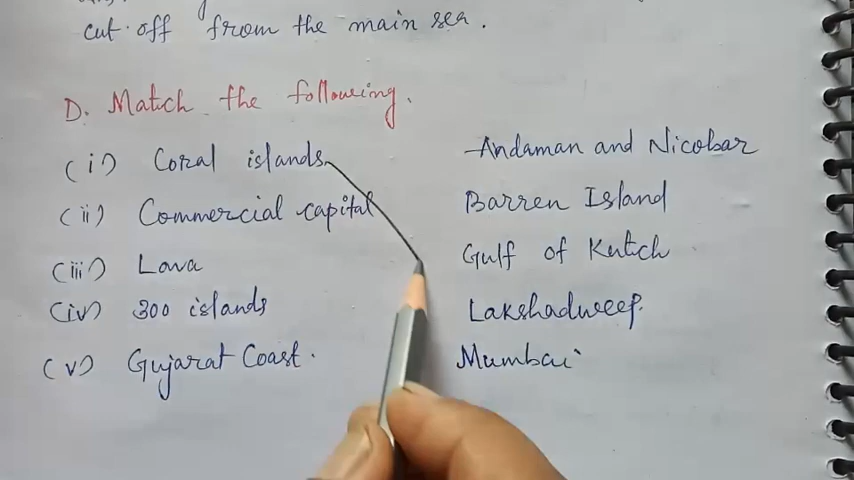 cut off from the main sea.
D. Match the following.
(i) Coral islands Andaman and Nicobar
(ii) Commercial capital Barren Island
(iii) Lava Gulf of Kutch
(iv) 300 islands Lakshadweep.
(v) Gujarat Coast. Mumbai